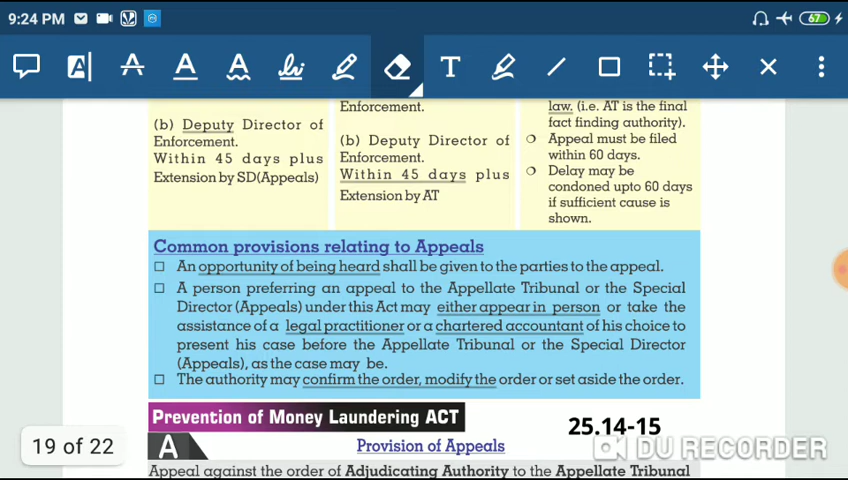 9:24 PM
67
A
A
A
A
T
(b) Deputy Director of
Enforcement.
Within 45 days plus
Extension by SD(Appeals)
Enforcement.
(b) Deputy Director of
Enforcement.
Within 45 days plus
Extension by AT
law. (i.e. AT is the final
fact finding authority).
Appeal must be filed
within 60 days.
Delay may be
condoned upto 60 days
if sufficient cause is
shown.
Common provisions relating to Appeals
An opportunity of being heard shall be given to the parties to the appeal.
A person preferring an appeal to the Appellate Tribunal or the Special
Director (Appeals) under this Act may either appear in person or take the
assistance of a legal practitioner or a chartered accountant of his choice to
present his case before the Appellate Tribunal or the Special Director
(Appeals), as the case may be.
The authority may confirm the order, modify the order or set aside the order.
Prevention of Money Laundering ACT
25.14-15
DU RECORDER
19 of 22
A
Provision of Appeals
Appeal against the order of Adjudicating Authority to the Appellate Tribunal